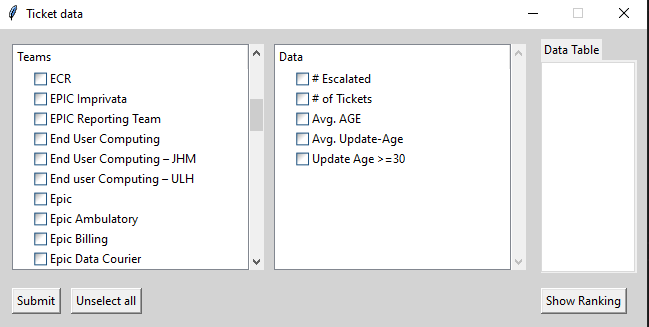 Ticket data
Teams
ECR
EPIC Imprivata
EPIC Reporting Team
End User Computing
End User Computing – JHM
End user Computing – ULH
Epic
Epic Ambulatory
Epic Billing
Epic Data Courier
Data
# Escalated
# of Tickets
Avg. AGE
Avg. Update-Age
Update Age >=30
Data Table
Submit
Unselect all
Show Ranking